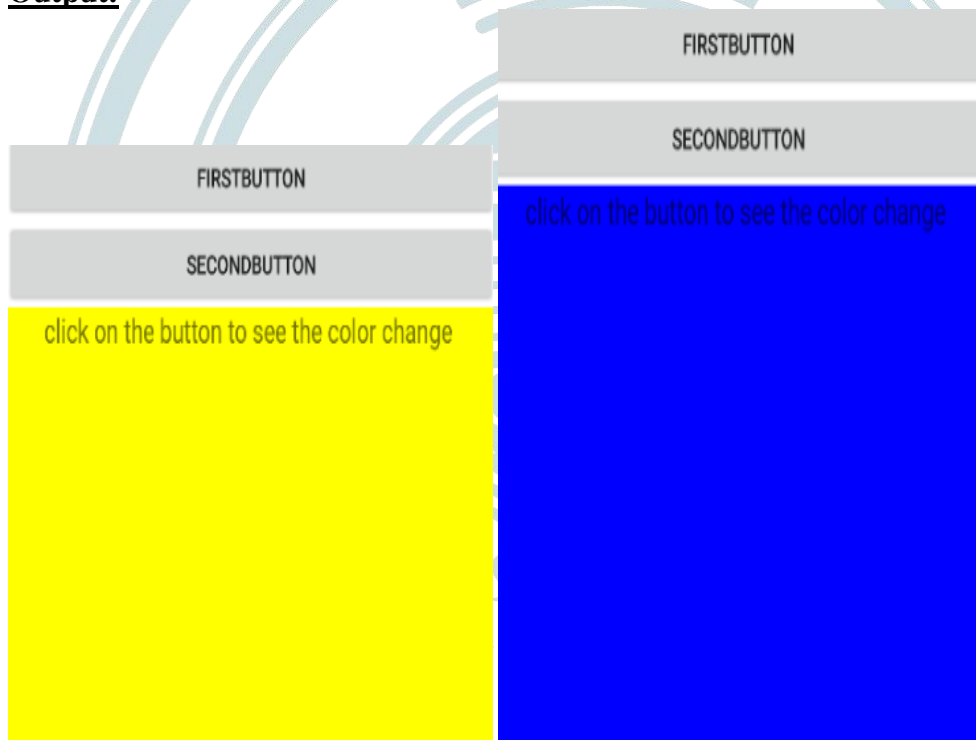 Output:
FIRSTBUTTON
SECONDBUTTON
click on the button to see the color change
FIRSTBUTTON
SECONDBUTTON
click on the button to see the color change